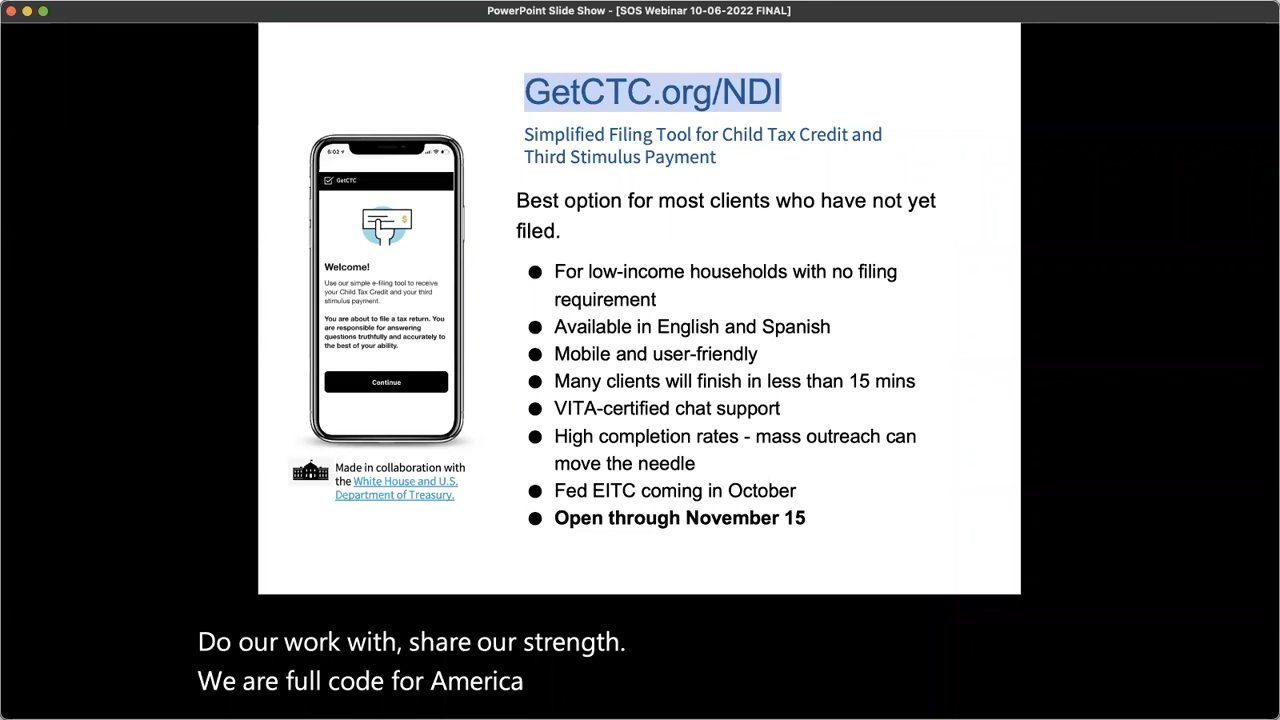 PowerPoint Slide Show - [SOS Webinar 10-06-2022 FINAL]
GetCTC.org/NDI
Simplified Filing Tool for Child Tax Credit and
Third Stimulus Payment
Best option for most clients who have not yet
filed.
● For low-income households with no filing
requirement
● Available in English and Spanish
● Mobile and user-friendly
● Many clients will finish in less than 15 mins
● VITA-certified chat support
● High completion rates - mass outreach can
move the needle
● Fed EITC coming in October
● Open through November 15
6:02
GetCTC
$
Welcome!
Use our simple e-filing tool to receive
your Child Tax Credit and your third
stimulus payment.
You are about to file a tax return. You
are responsible for answering
questions truthfully and accurately to
the best of your ability.
Continue
Made in collaboration with
the White House and U.S.
Department of Treasury.
Do our work with, share our strength.
We are full code for America